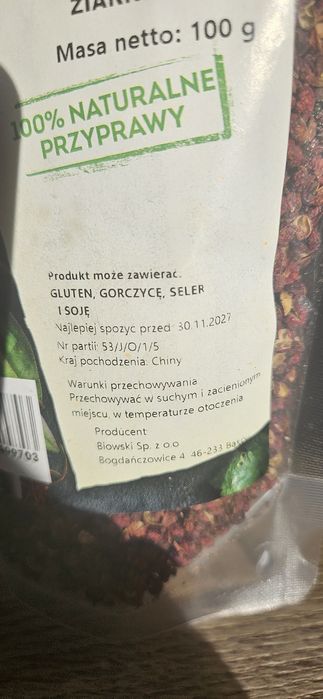 Masa netto: 100 g
100% NATURALNE
PRZYPRAWY
Produkt może zawierać:
GLUTEN, GORCZYCĘ, SELER
I SOJĘ
Najlepiej spożyć przed: 30.11.2027
Nr partii: 53/J/O/1/5
Kraj pochodzenia: Chiny
Warunki przechowywania
Przechowywać w suchym i zacienionym
miejscu, w temperaturze otoczenia
Producent:
Biowski Sp. z o.o
Bogdańczowice 4 46-233
99703